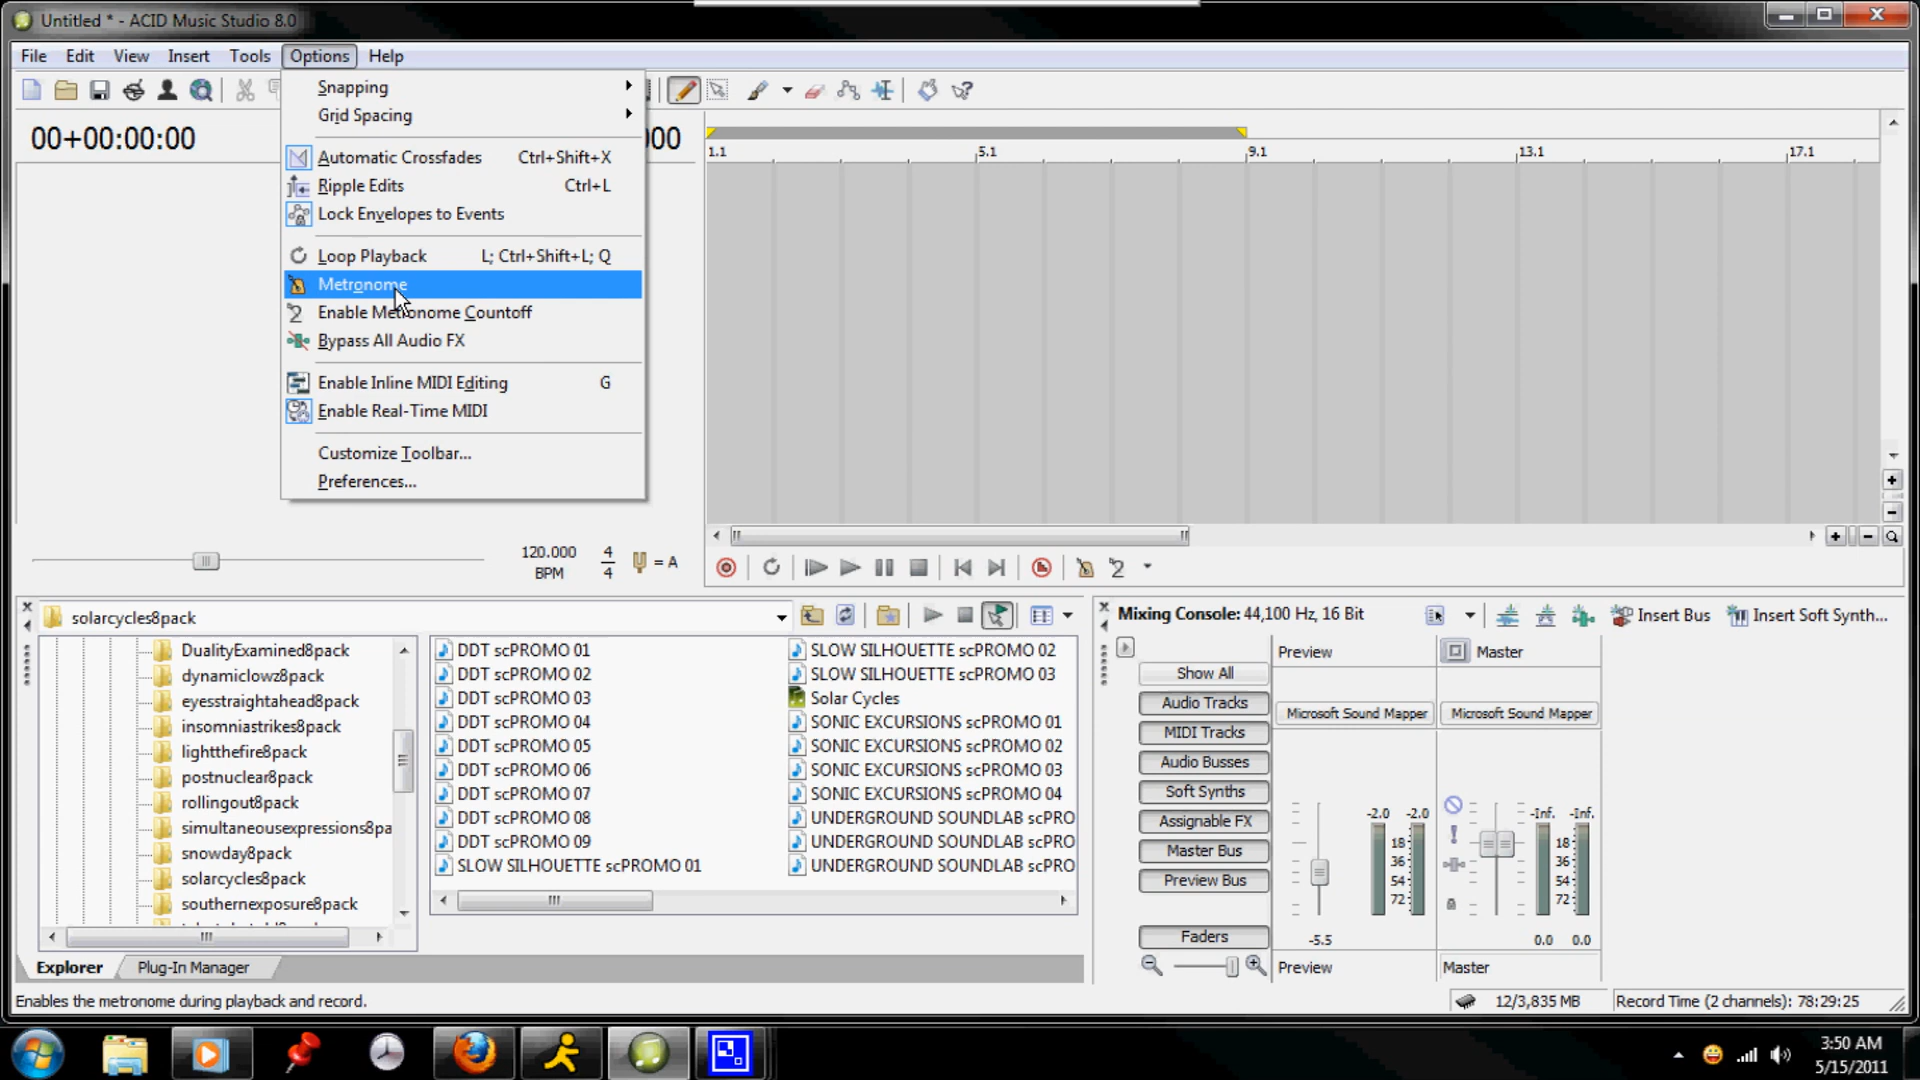 Untitled * - ACID Music Studio 8.0
File Edit View Insert Tools Options Help
Snapping
Grid Spacing
Automatic Crossfades Ctrl+Shift+X
Ripple Edits Ctrl+L
Lock Envelopes to Events
Loop Playback L; Ctrl+Shift+L; Q
Metronome
Enable Metronome Countoff
Bypass All Audio FX
Enable Inline MIDI Editing G
Enable Real-Time MIDI
Customize Toolbar...
Preferences...
00+00:00:00
000
1.1 5.1 9.1 13.1 17.1
120.000
BPM
4
4
= A
solarcycles8pack
DualityExamined8pack
dynamiclowz8pack
eyesstraightahead8pack
insomniastrikes8pack
lightthefire8pack
postnuclear8pack
rollingout8pack
simultaneousexpressions8pa
snowday8pack
solarcycles8pack
southernexposure8pack
DDT scPROMO 01
DDT scPROMO 02
DDT scPROMO 03
DDT scPROMO 04
DDT scPROMO 05
DDT scPROMO 06
DDT scPROMO 07
DDT scPROMO 08
DDT scPROMO 09
SLOW SILHOUETTE scPROMO 01
SLOW SILHOUETTE scPROMO 02
SLOW SILHOUETTE scPROMO 03
Solar Cycles
SONIC EXCURSIONS scPROMO 01
SONIC EXCURSIONS scPROMO 02
SONIC EXCURSIONS scPROMO 03
SONIC EXCURSIONS scPROMO 04
UNDERGROUND SOUNDLAB scPRO
UNDERGROUND SOUNDLAB scPRO
UNDERGROUND SOUNDLAB scPRO
Explorer Plug-In Manager
Mixing Console: 44,100 Hz, 16 Bit
Insert Bus Insert Soft Synth...
Show All
Audio Tracks
MIDI Tracks
Audio Busses
Soft Synths
Assignable FX
Master Bus
Preview Bus
Faders
Preview
Microsoft Sound Mapper
-2.0 -2.0
18
36
54
72
-5.5
Preview
Master
Microsoft Sound Mapper
-Inf. -Inf.
18
36
54
72
0.0 0.0
Master
Enables the metronome during playback and record.
12/3,835 MB
Record Time (2 channels): 78:29:25
3:50 AM
5/15/2011